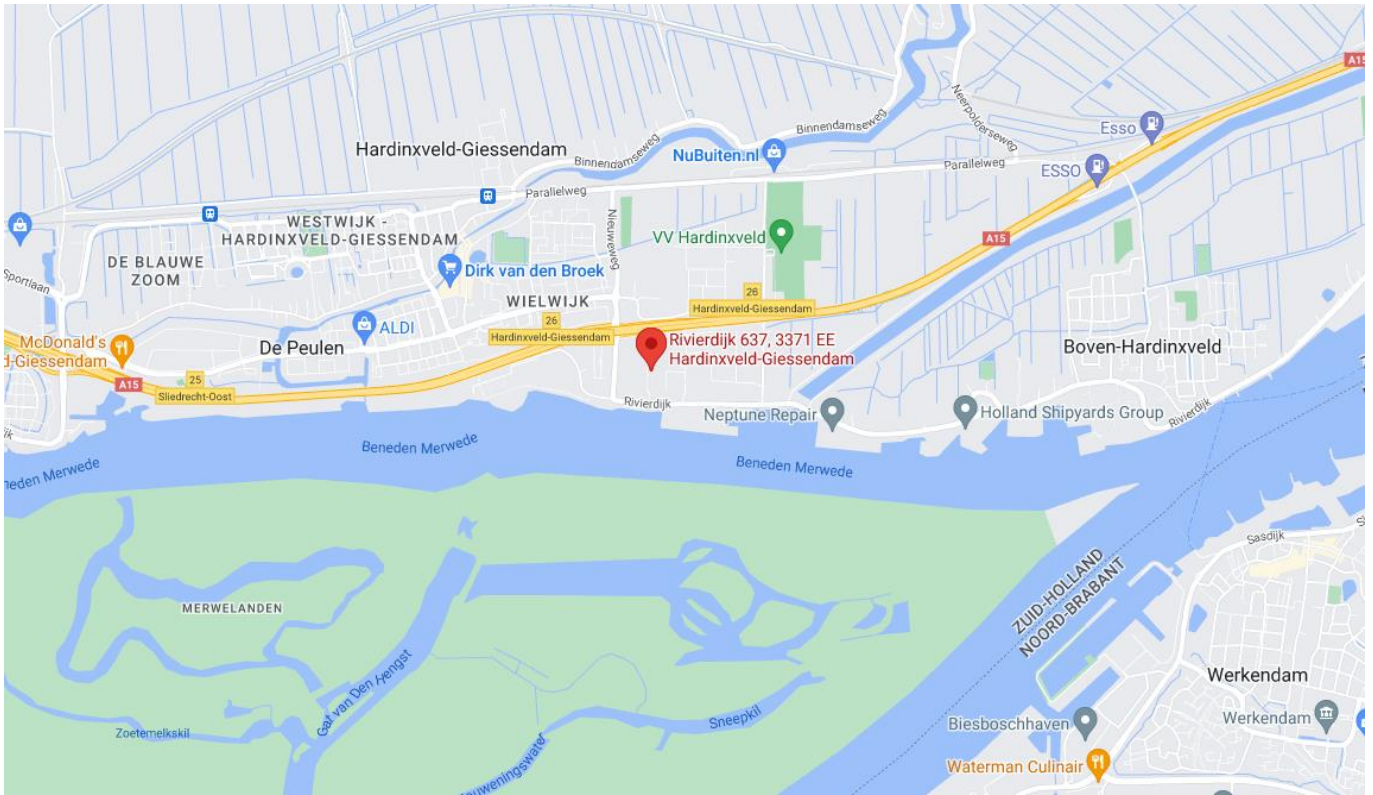 A15
Esso
Neerpolderseweg
Binnendamseweg
Hardinxveld-Giessendam
Binnendamseweg
NuBuiten.nl
Parallelweg
ESSO
Parallelweg
WESTWIJK -
HARDINXVELD-GIESSENDAM
Nieuweweg
VV Hardinxveld
A15
DE BLAUWE
ZOOM
Dirk van den Broek
Sportlaan
WIELWIJK
26
Hardinxveld-Giessendam
26
Hardinxveld-Giessendam
ALDI
McDonald's
d-Giessendam
De Peulen
Rivierdijk 637, 3371 EE
Hardinxveld-Giessendam
Boven-Hardinxveld
A15
25
Sliedrecht-Oost
Rivierdijk
Neptune Repair
Holland Shipyards Group
Rivierdijk
Beneden Merwede
Beneden Merwede
neden Merwede
Sasdijk
ZUID-HOLLAND
NOORD-BRABANT
MERWELANDEN
Gat van Den Hengst
Werkendam
Sneepkil
Biesboschhaven
Werkendam
Zoetemelkskil
ouweningswater
Waterman Culinair